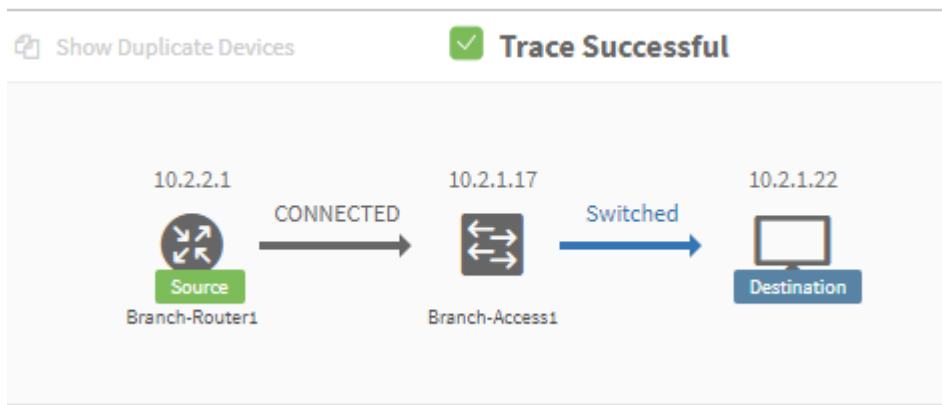 Show Duplicate Devices
Trace Successful
10.2.2.1
10.2.1.17
10.2.1.22
CONNECTED
Switched
Source
Destination
Branch-Router1
Branch-Access1